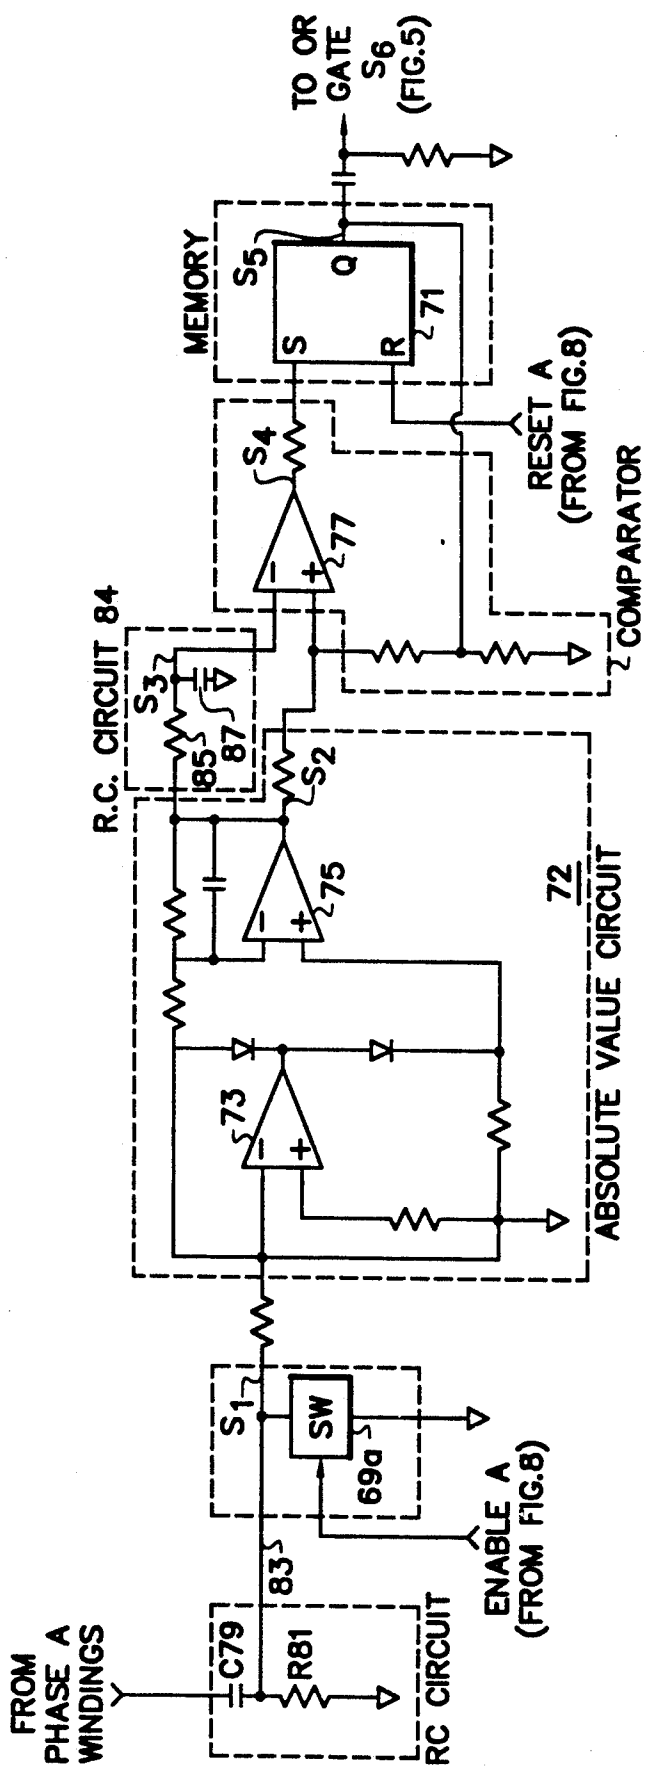 FROM
PHASE A
WINDINGS
C79
R81
RC CIRCUIT
83
S1
SW
69a
ENABLE A
(FROM FIG.8)
73
−
+
75
−
+
S2
72
ABSOLUTE VALUE CIRCUIT
R.C. CIRCUIT 84
85
87
S3
−
+
77
S4
COMPARATOR
MEMORY
S
R
Q
S5
71
RESET A
(FROM FIG.8)
TO OR
GATE
S6
(FIG.5)